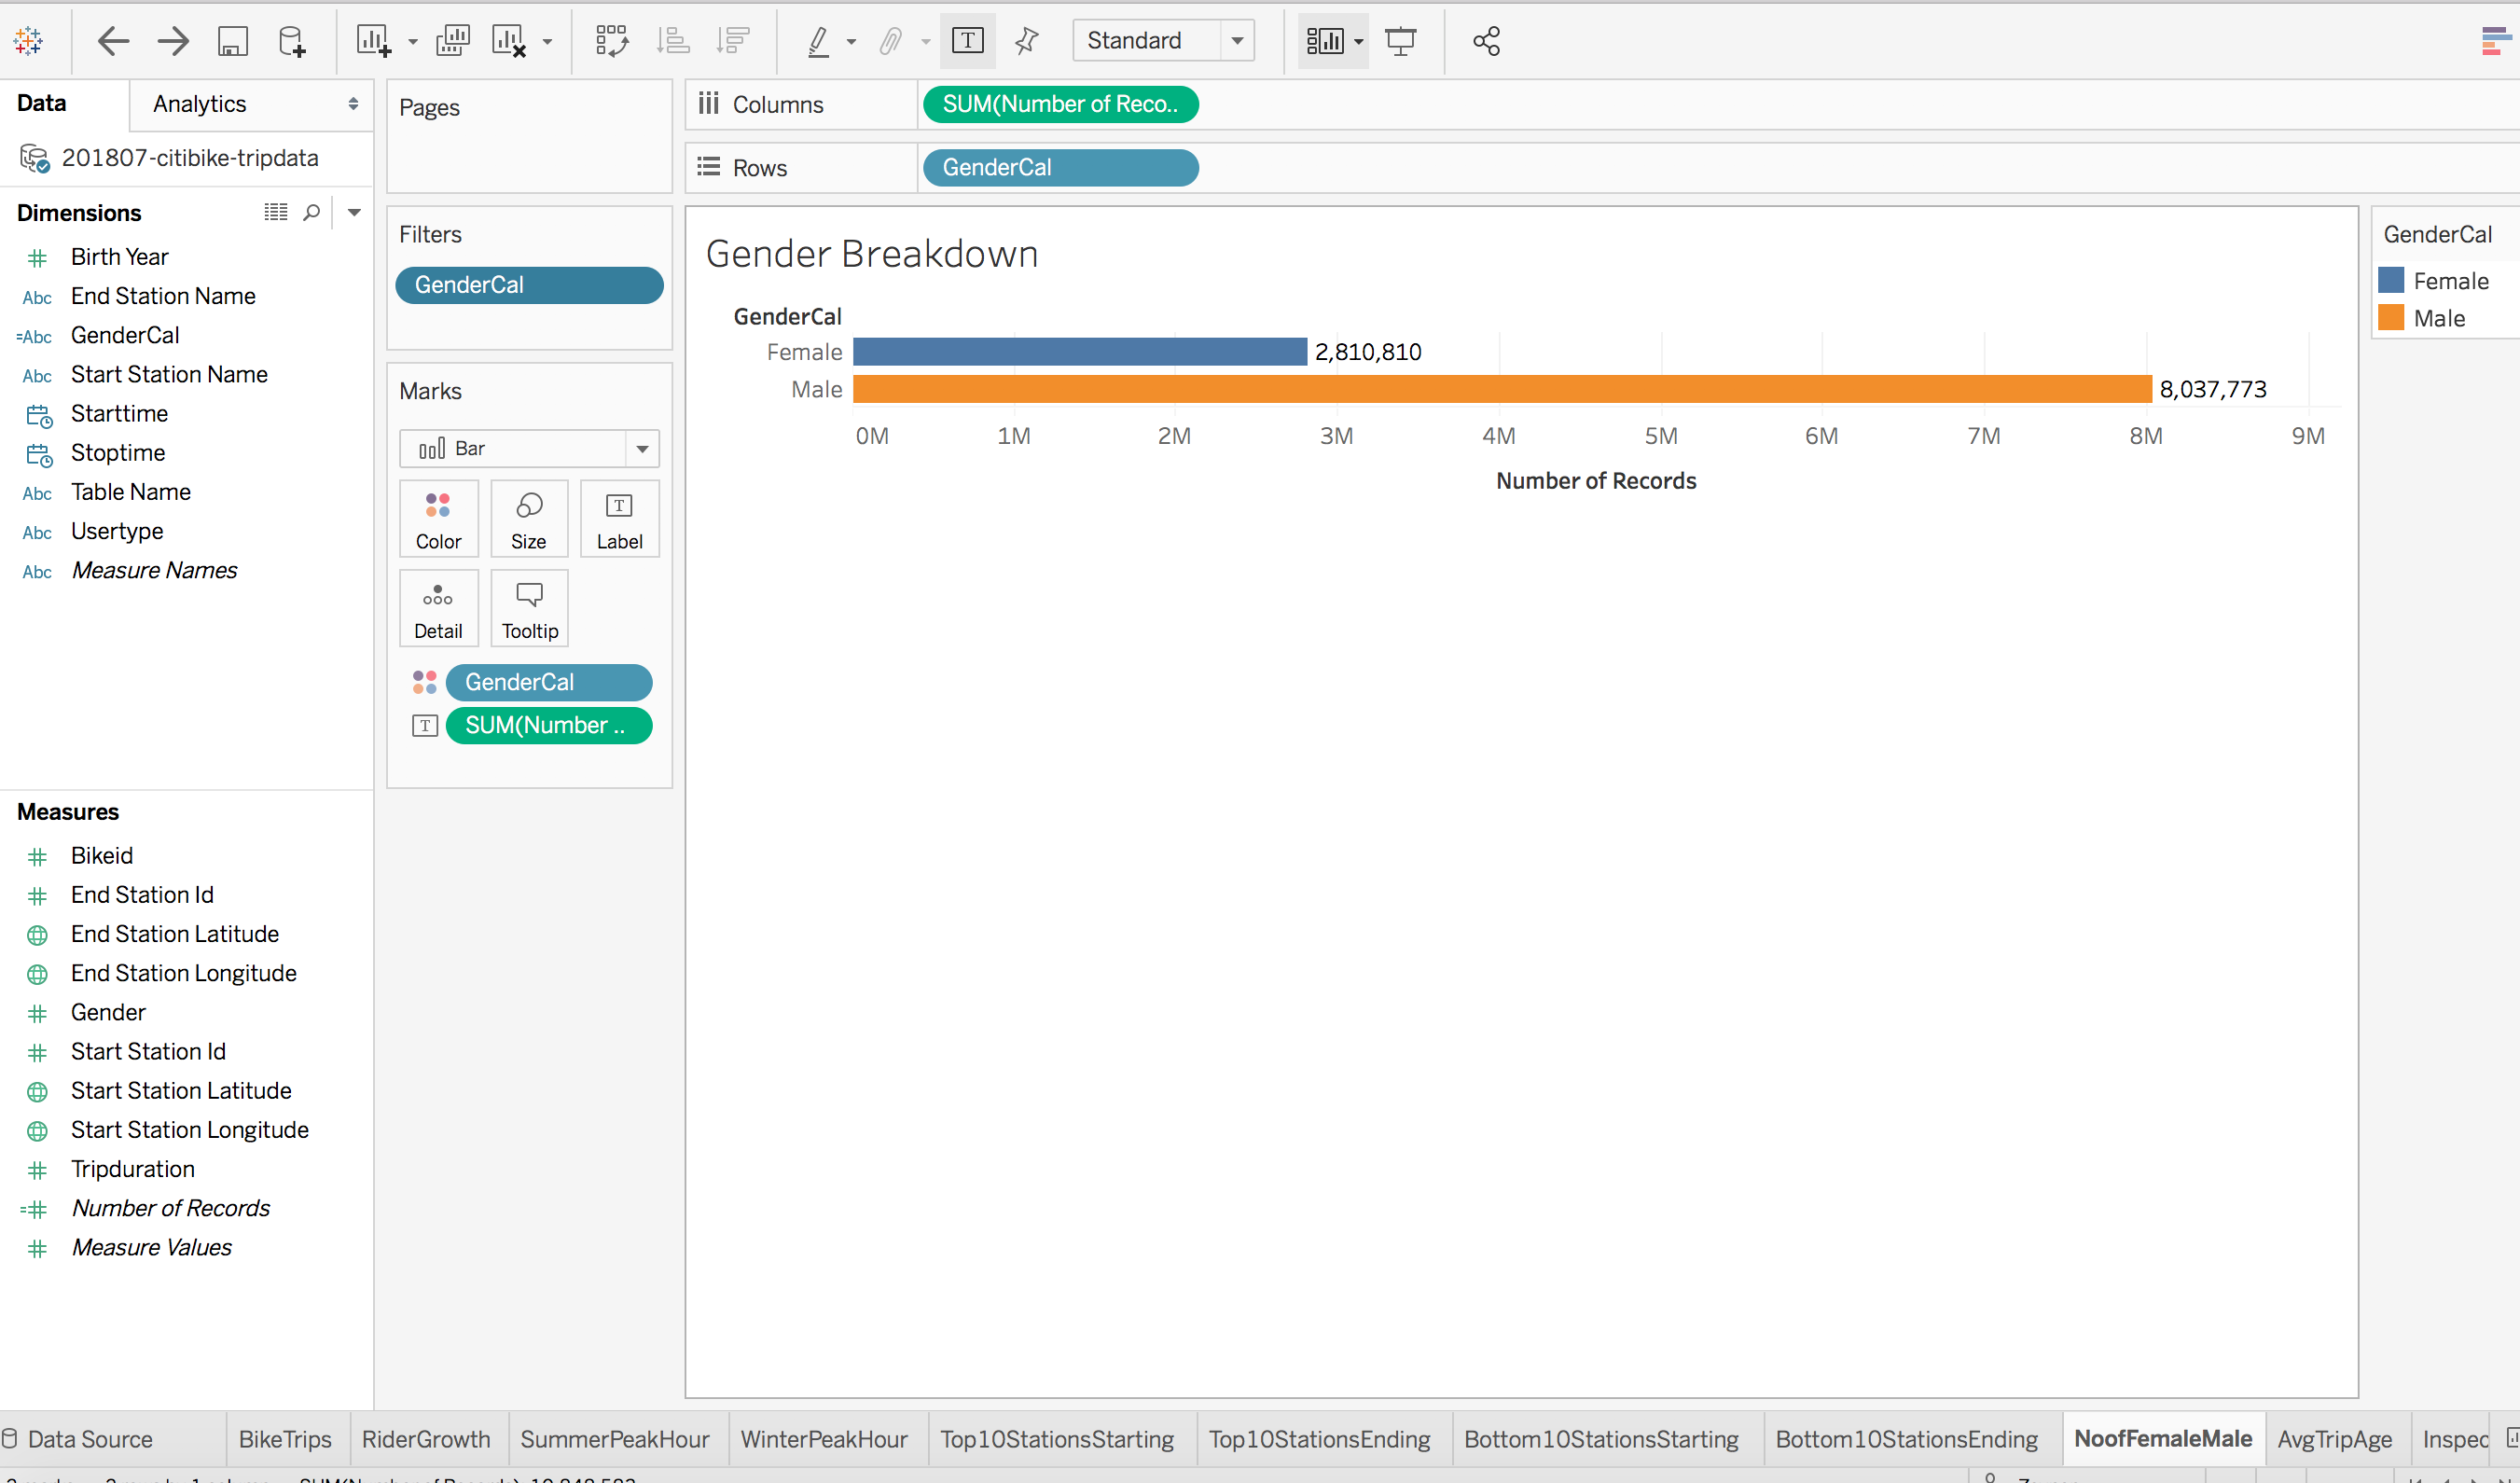 Standard
Data
Analytics
201807-citibike-tripdata
Dimensions
Birth Year
Abc End Station Name
=Abc GenderCal
Abc Start Station Name
Starttime
Stoptime
Abc Table Name
Abc Usertype
Abc Measure Names
Measures
Bikeid
End Station Id
End Station Latitude
End Station Longitude
Gender
Start Station Id
Start Station Latitude
Start Station Longitude
Tripduration
Number of Records
Measure Values
Pages
Filters
GenderCal
Marks
Bar
Color Size Label
Detail Tooltip
GenderCal
SUM(Number ..
Columns SUM(Number of Reco..
Rows GenderCal
Gender Breakdown
GenderCal
Female 2,810,810
Male 8,037,773
0M 1M 2M 3M 4M 5M 6M 7M 8M 9M
Number of Records
GenderCal
Female
Male
Data Source BikeTrips RiderGrowth SummerPeakHour WinterPeakHour Top10StationsStarting Top10StationsEnding Bottom10StationsStarting Bottom10StationsEnding NoofFemaleMale AvgTripAge Inspec